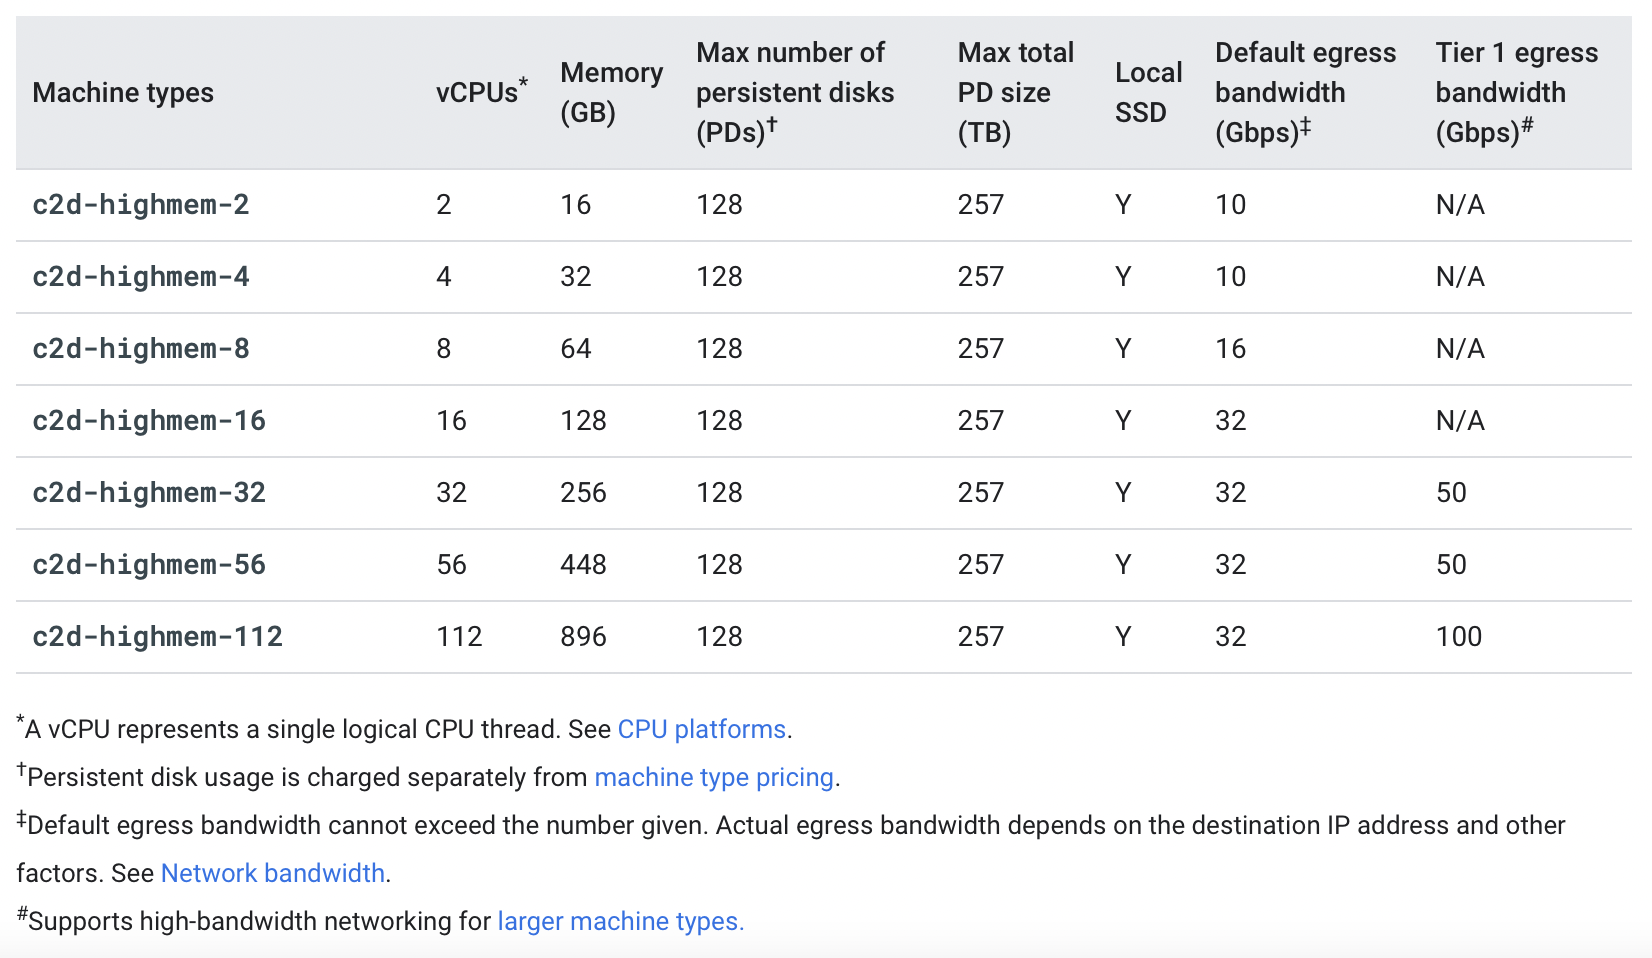 Machine types vCPUs* Memory (GB) Max number of persistent disks (PDs)† Max total PD size (TB) Local SSD Default egress bandwidth (Gbps)‡ Tier 1 egress bandwidth (Gbps)#
c2d-highmem-2 2 16 128 257 Y 10 N/A
c2d-highmem-4 4 32 128 257 Y 10 N/A
c2d-highmem-8 8 64 128 257 Y 16 N/A
c2d-highmem-16 16 128 128 257 Y 32 N/A
c2d-highmem-32 32 256 128 257 Y 32 50
c2d-highmem-56 56 448 128 257 Y 32 50
c2d-highmem-112 112 896 128 257 Y 32 100
*A vCPU represents a single logical CPU thread. See CPU platforms.
†Persistent disk usage is charged separately from machine type pricing.
‡Default egress bandwidth cannot exceed the number given. Actual egress bandwidth depends on the destination IP address and other
factors. See Network bandwidth.
#Supports high-bandwidth networking for larger machine types.